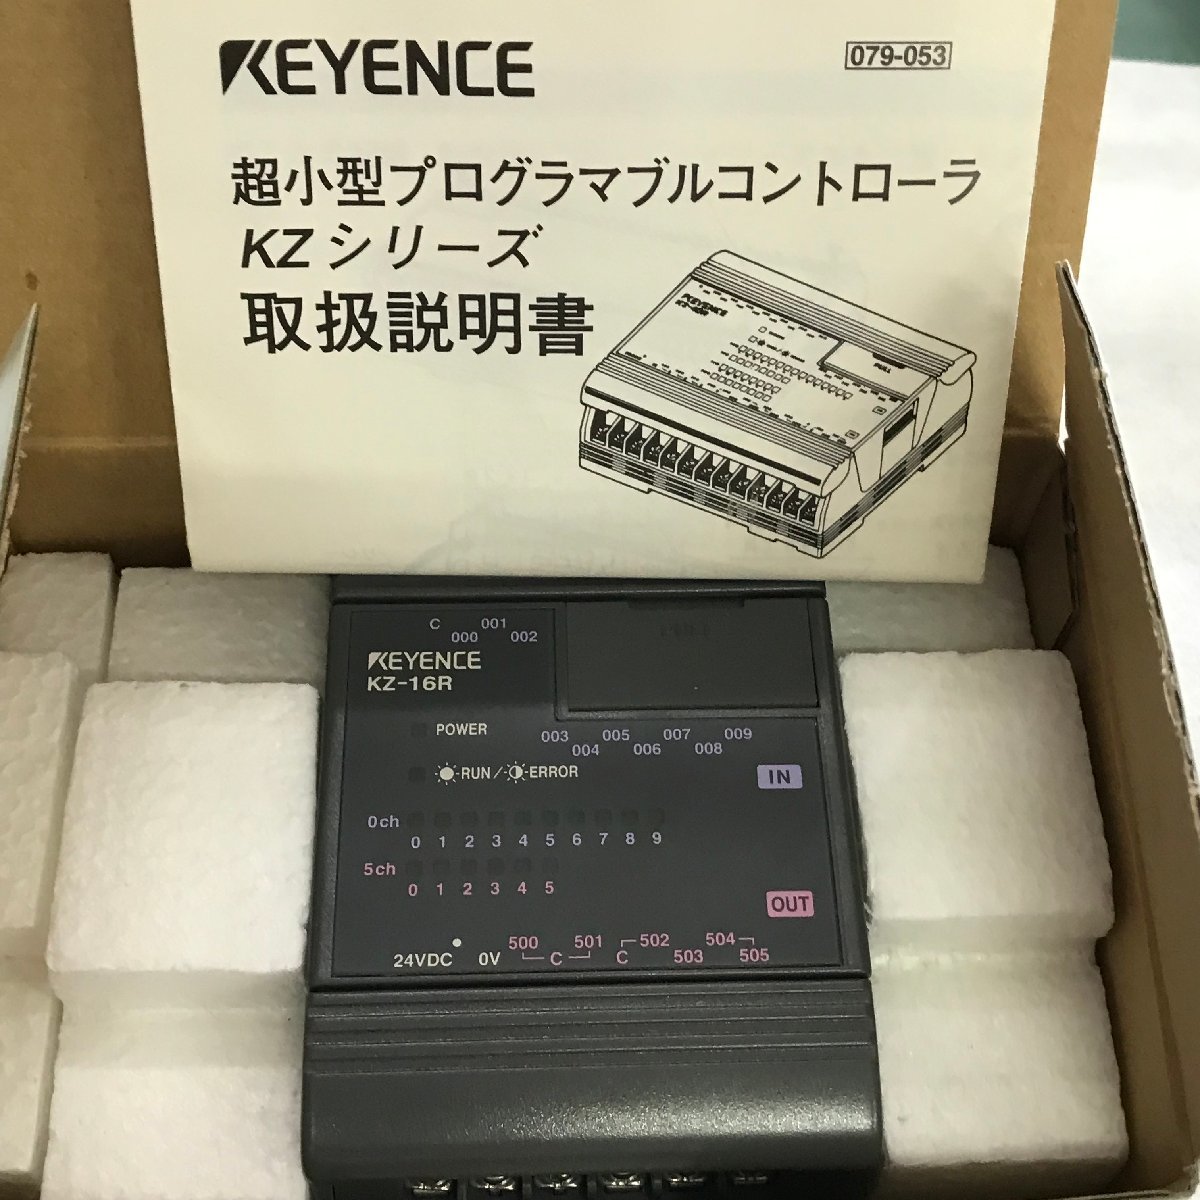 KEYENCE
079-053
超小型プログラマブルコントローラ
KZシリーズ
取扱説明書
C 000 001 002
KEYENCE
KZ-16R
POWER
003 004 005 006 007 008 009
RUN/ ERROR
IN
0ch
0 1 2 3 4 5 6 7 8 9
5ch
0 1 2 3 4 5
OUT
24VDC 0V 500 C 501 C 502 503 504 505